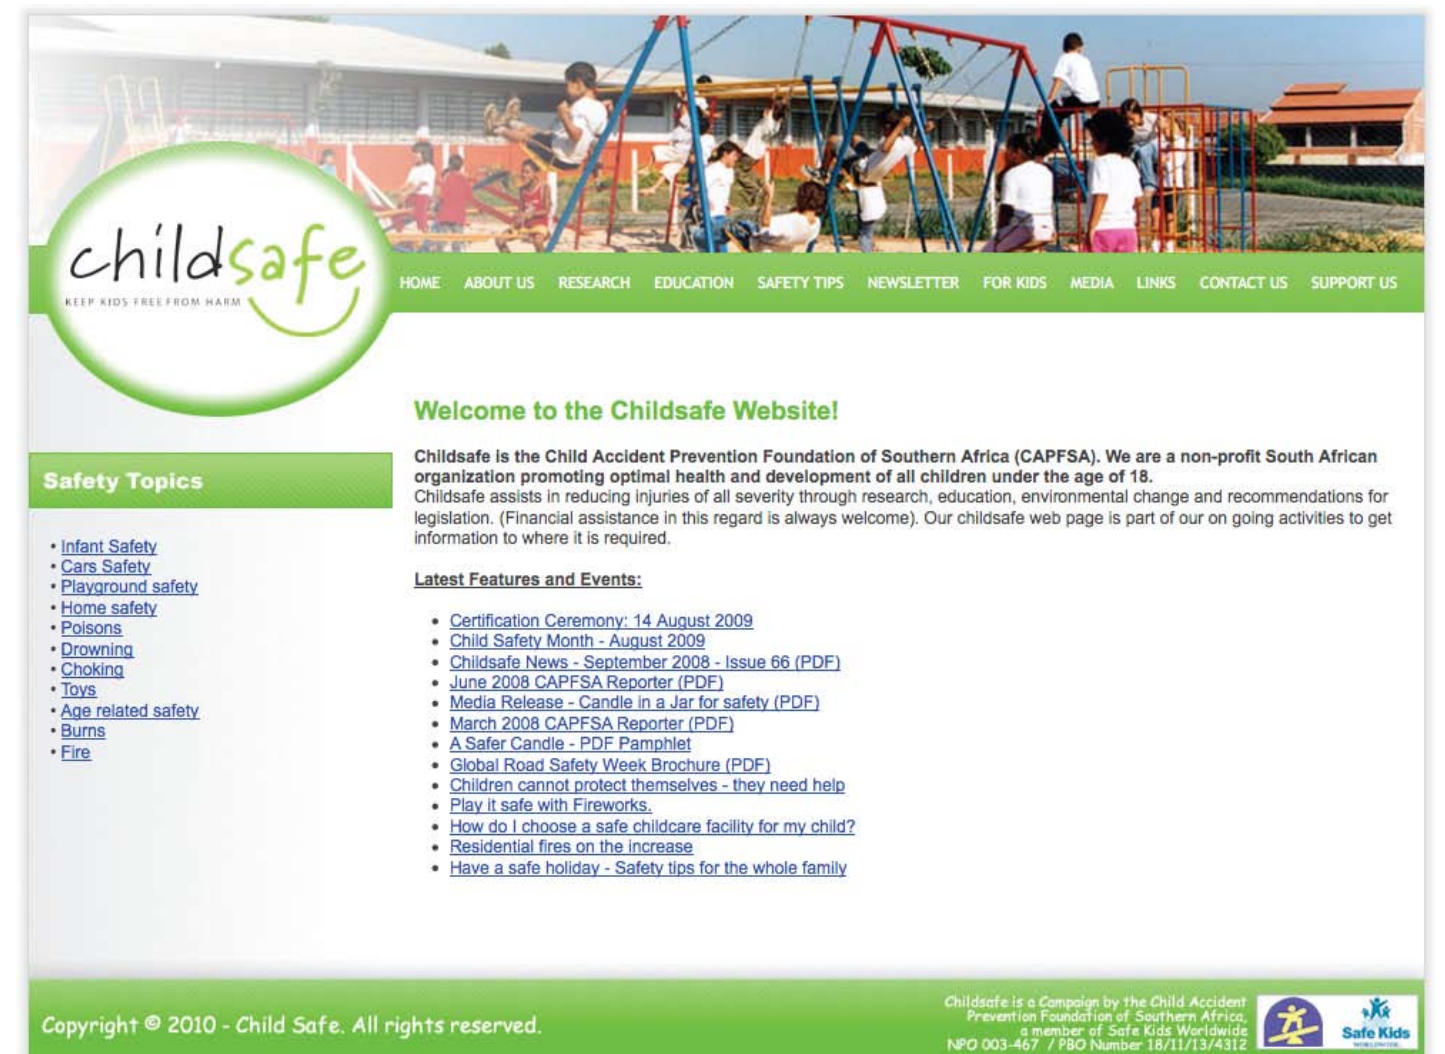 childsafe
KEEP KIDS FREE FROM HARM
HOME ABOUT US RESEARCH EDUCATION SAFETY TIPS NEWSLETTER FOR KIDS MEDIA LINKS CONTACT US SUPPORT US
Safety Topics
• Infant Safety
• Cars Safety
• Playground safety
• Home safety
• Poisons
• Drowning
• Choking
• Toys
• Age related safety
• Burns
• Fire
Welcome to the Childsafe Website!
Childsafe is the Child Accident Prevention Foundation of Southern Africa (CAPFSA). We are a non-profit South African
organization promoting optimal health and development of all children under the age of 18.
Childsafe assists in reducing injuries of all severity through research, education, environmental change and recommendations for
legislation. (Financial assistance in this regard is always welcome). Our childsafe web page is part of our on going activities to get
information to where it is required.
Latest Features and Events:
• Certification Ceremony: 14 August 2009
• Child Safety Month - August 2009
• Childsafe News - September 2008 - Issue 66 (PDF)
• June 2008 CAPFSA Reporter (PDF)
• Media Release - Candle in a Jar for safety (PDF)
• March 2008 CAPFSA Reporter (PDF)
• A Safer Candle - PDF Pamphlet
• Global Road Safety Week Brochure (PDF)
• Children cannot protect themselves - they need help
• Play it safe with Fireworks.
• How do I choose a safe childcare facility for my child?
• Residential fires on the increase
• Have a safe holiday - Safety tips for the whole family
Copyright © 2010 - Child Safe. All rights reserved.
Childsafe is a Campaign by the Child Accident
Prevention Foundation of Southern Africa,
a member of Safe Kids Worldwide
NPO 003-467 / PBO Number 18/11/13/4312
Safe Kids
WORLDWIDE